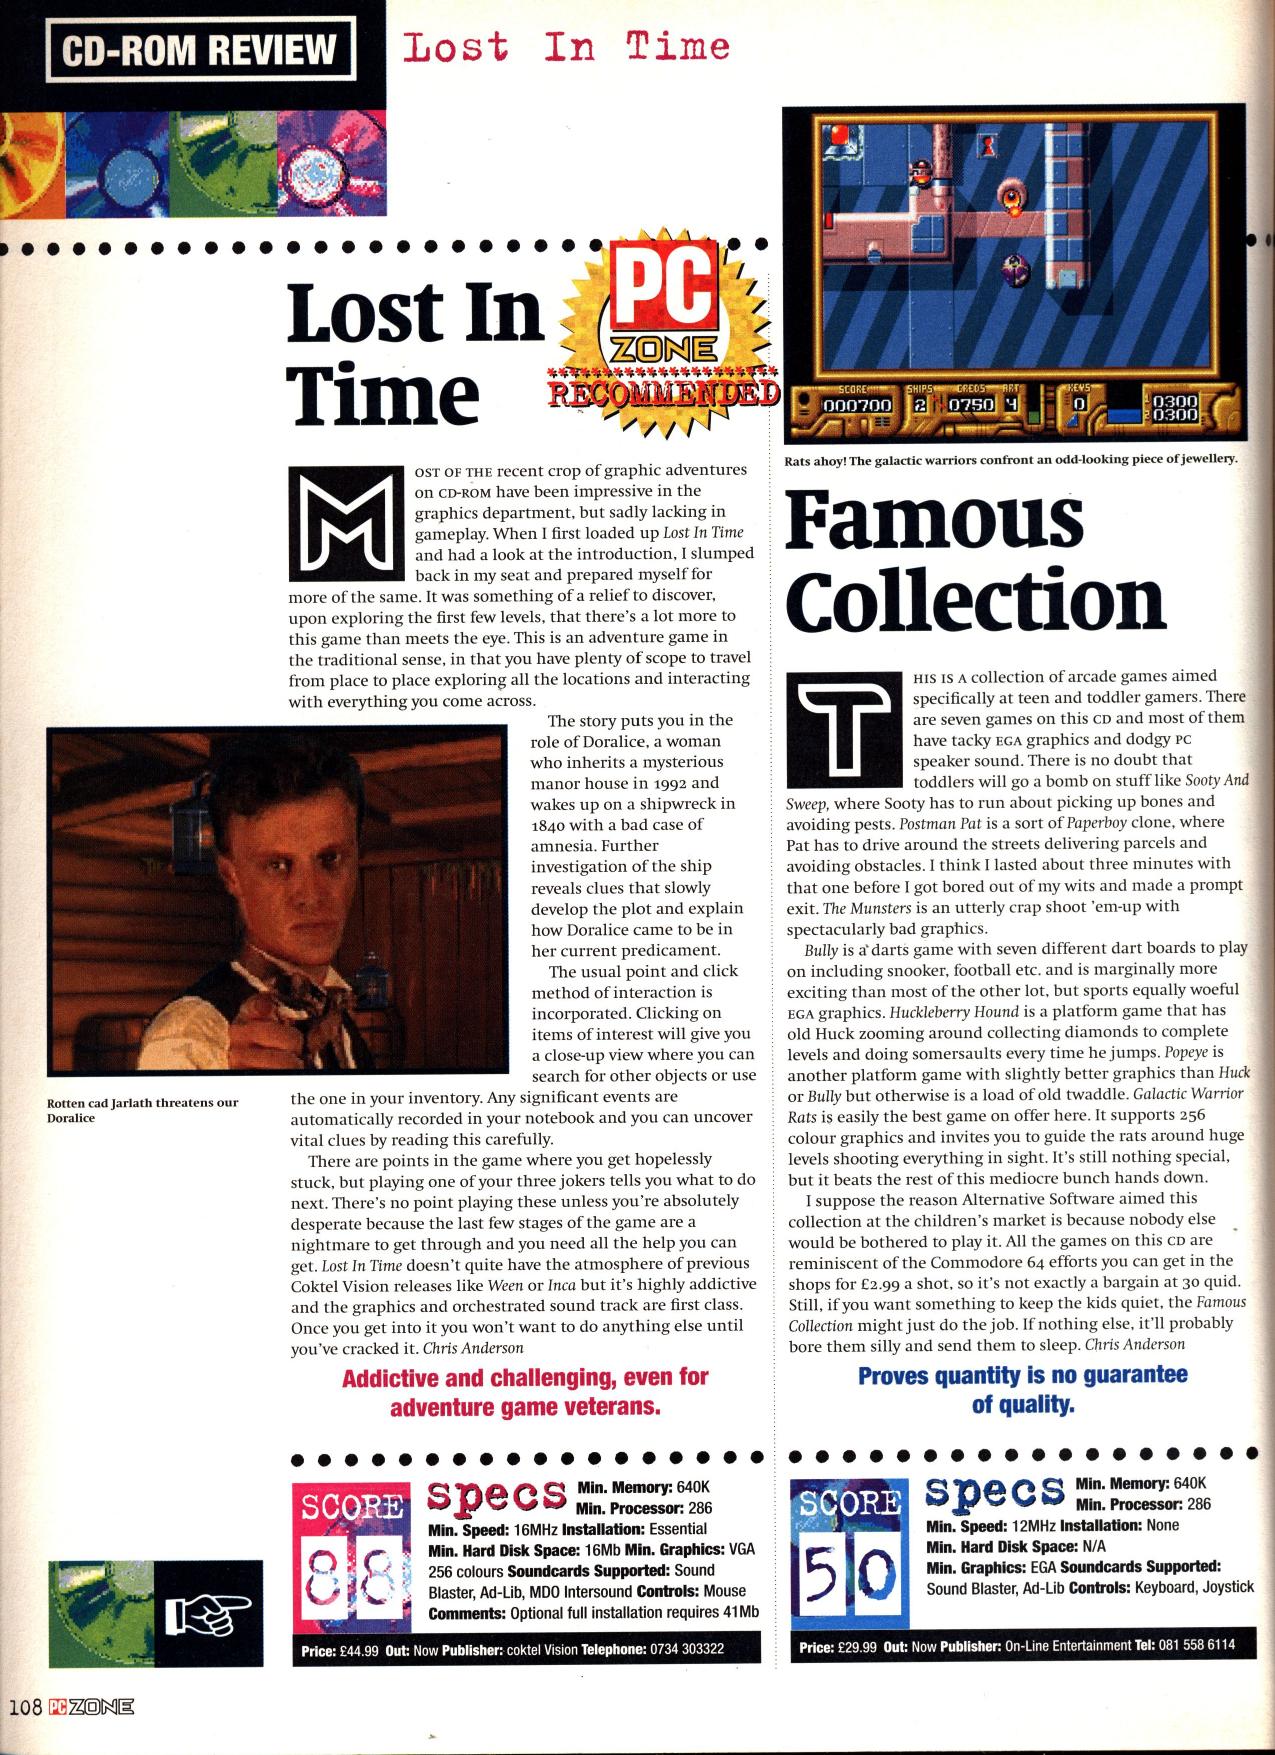 CD-ROM REVIEW
Lost In Time
Lost In
Time
PC
ZONE
RECOMMENDED
MOST OF THE recent crop of graphic adventures
on CD-ROM have been impressive in the
graphics department, but sadly lacking in
gameplay. When I first loaded up Lost In Time
and had a look at the introduction, I slumped
back in my seat and prepared myself for
more of the same. It was something of a relief to discover,
upon exploring the first few levels, that there's a lot more to
this game than meets the eye. This is an adventure game in
the traditional sense, in that you have plenty of scope to travel
from place to place exploring all the locations and interacting
with everything you come across.
The story puts you in the
role of Doralice, a woman
who inherits a mysterious
manor house in 1992 and
wakes up on a shipwreck in
1840 with a bad case of
amnesia. Further
investigation of the ship
reveals clues that slowly
develop the plot and explain
how Doralice came to be in
her current predicament.
The usual point and click
method of interaction is
incorporated. Clicking on
items of interest will give you
a close-up view where you can
search for other objects or use
the one in your inventory. Any significant events are
automatically recorded in your notebook and you can uncover
vital clues by reading this carefully.
There are points in the game where you get hopelessly
stuck, but playing one of your three jokers tells you what to do
next. There's no point playing these unless you're absolutely
desperate because the last few stages of the game are a
nightmare to get through and you need all the help you can
get. Lost In Time doesn't quite have the atmosphere of previous
Coktel Vision releases like Ween or Inca but it's highly addictive
and the graphics and orchestrated sound track are first class.
Once you get into it you won't want to do anything else until
you've cracked it. Chris Anderson
Rotten cad Jarlath threatens our
Doralice
Addictive and challenging, even for
adventure game veterans.
SCORE
88
specs Min. Memory: 640K
Min. Processor: 286
Min. Speed: 16MHz Installation: Essential
Min. Hard Disk Space: 16Mb Min. Graphics: VGA
256 colours Soundcards Supported: Sound
Blaster, Ad-Lib, MDO Intersound Controls: Mouse
Comments: Optional full installation requires 41Mb
Price: £44.99 Out: Now Publisher: coktel Vision Telephone: 0734 303322
SCORE SHIPS CREDS ART KEYS
000700 2 0750 4 0 0300
0300
Rats ahoy! The galactic warriors confront an odd-looking piece of jewellery.
Famous
Collection
THIS IS A collection of arcade games aimed
specifically at teen and toddler gamers. There
are seven games on this CD and most of them
have tacky EGA graphics and dodgy PC
speaker sound. There is no doubt that
toddlers will go a bomb on stuff like Sooty And
Sweep, where Sooty has to run about picking up bones and
avoiding pests. Postman Pat is a sort of Paperboy clone, where
Pat has to drive around the streets delivering parcels and
avoiding obstacles. I think I lasted about three minutes with
that one before I got bored out of my wits and made a prompt
exit. The Munsters is an utterly crap shoot 'em-up with
spectacularly bad graphics.
Bully is a darts game with seven different dart boards to play
on including snooker, football etc. and is marginally more
exciting than most of the other lot, but sports equally woeful
EGA graphics. Huckleberry Hound is a platform game that has
old Huck zooming around collecting diamonds to complete
levels and doing somersaults every time he jumps. Popeye is
another platform game with slightly better graphics than Huck
or Bully but otherwise is a load of old twaddle. Galactic Warrior
Rats is easily the best game on offer here. It supports 256
colour graphics and invites you to guide the rats around huge
levels shooting everything in sight. It's still nothing special,
but it beats the rest of this mediocre bunch hands down.
I suppose the reason Alternative Software aimed this
collection at the children's market is because nobody else
would be bothered to play it. All the games on this CD are
reminiscent of the Commodore 64 efforts you can get in the
shops for £2.99 a shot, so it's not exactly a bargain at 30 quid.
Still, if you want something to keep the kids quiet, the Famous
Collection might just do the job. If nothing else, it'll probably
bore them silly and send them to sleep. Chris Anderson
Proves quantity is no guarantee
of quality.
SCORE
50
specs Min. Memory: 640K
Min. Processor: 286
Min. Speed: 12MHz Installation: None
Min. Hard Disk Space: N/A
Min. Graphics: EGA Soundcards Supported:
Sound Blaster, Ad-Lib Controls: Keyboard, Joystick
Price: £29.99 Out: Now Publisher: On-Line Entertainment Tel: 081 558 6114
108 PC ZONE